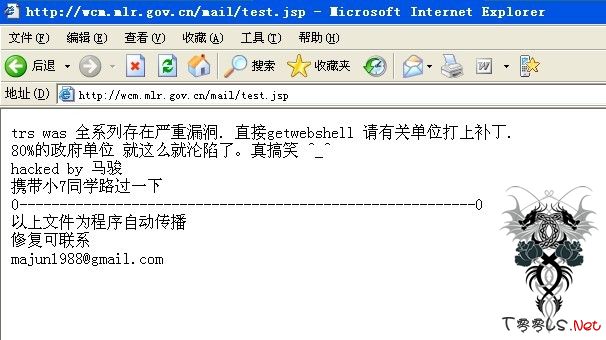 http://wcm.mlr.gov.cn/mail/test.jsp - Microsoft Internet Explorer
文件(F) 编辑(E) 查看(V) 收藏(A) 工具(T) 帮助(H)
后退 搜索 收藏夹
地址(D) http://wcm.mlr.gov.cn/mail/test.jsp
trs was 全系列存在严重漏洞. 直接getwebshell 请有关单位打上补丁.
80%的政府单位 就这么就沦陷了。真搞笑 ^_^
hacked by 马骏
携带小7同学路过一下
0----------------------------------------------------0
以上文件为程序自动传播
修复可联系
majun1988@gmail.com
T00LS.Net